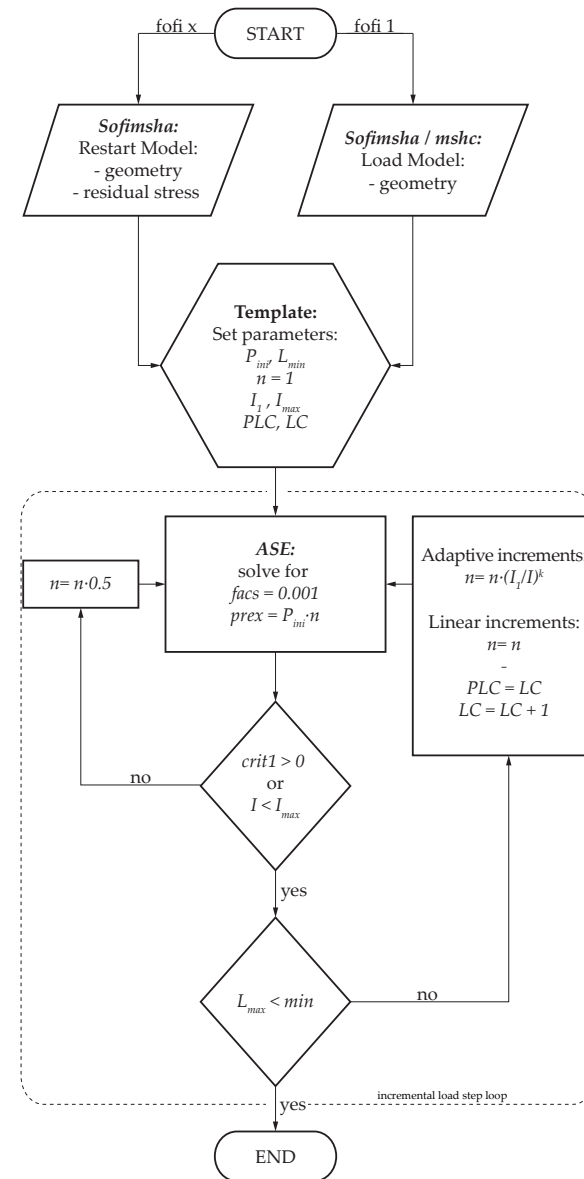 fofi x
START
fofi 1
Sofimsha:
Restart Model:
- geometry
- residual stress
Sofimsha / mshc:
Load Model:
- geometry
Template:
Set parameters:
P_ini, L_min
n = 1
I_1 , I_max
PLC, LC
n= n·0.5
ASE:
solve for
facs = 0.001
prex = P_ini·n
Adaptive increments:
n= n·(I_1/I)^k
Linear increments:
n= n
-
PLC = LC
LC = LC + 1
no
crit1 > 0
or
I < I_max
yes
L_max < min
no
yes
incremental load step loop
END